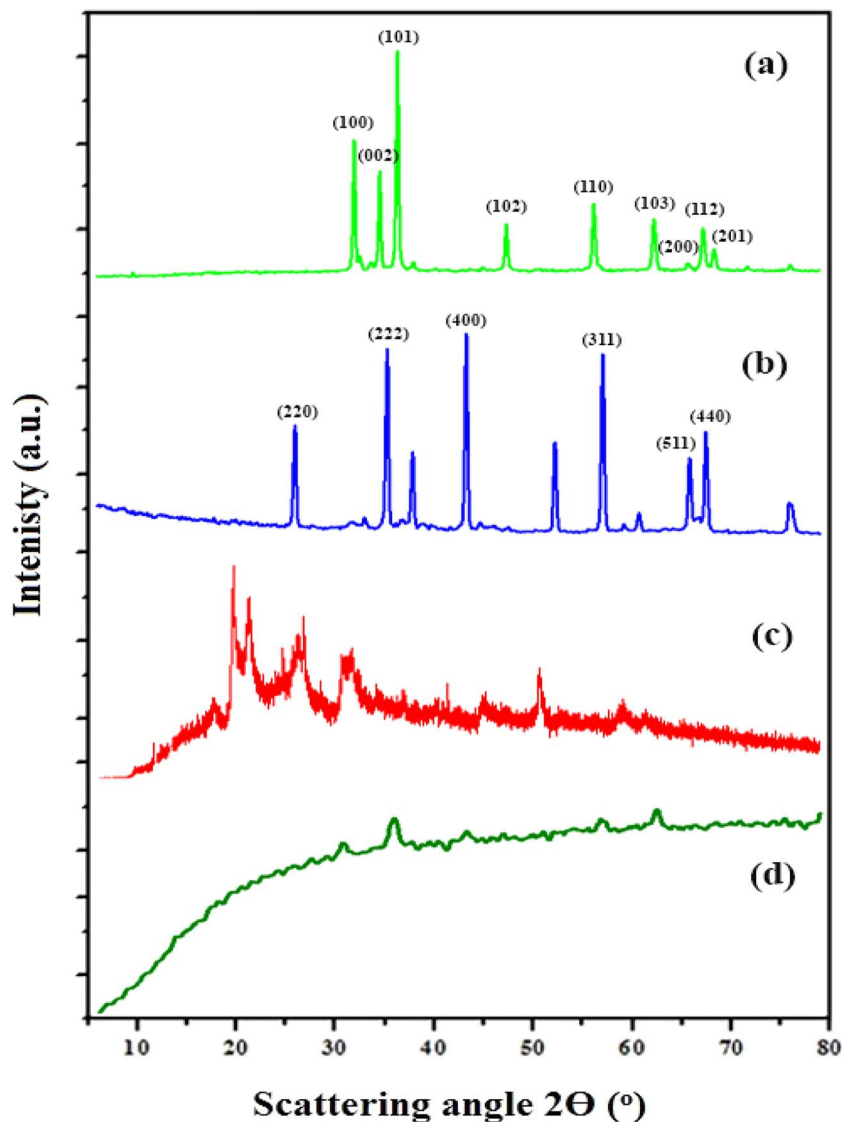 (101)
(a)
(100)
(002)
(110)
(102)
(103)
(112)
(200)
(201)
(400)
(222)
(311)
(b)
(220)
(440)
(511)
(c)
(d)
Intenisty (a.u.)
10 20 30 40 50 60 70 80
Scattering angle 2ϴ (°)